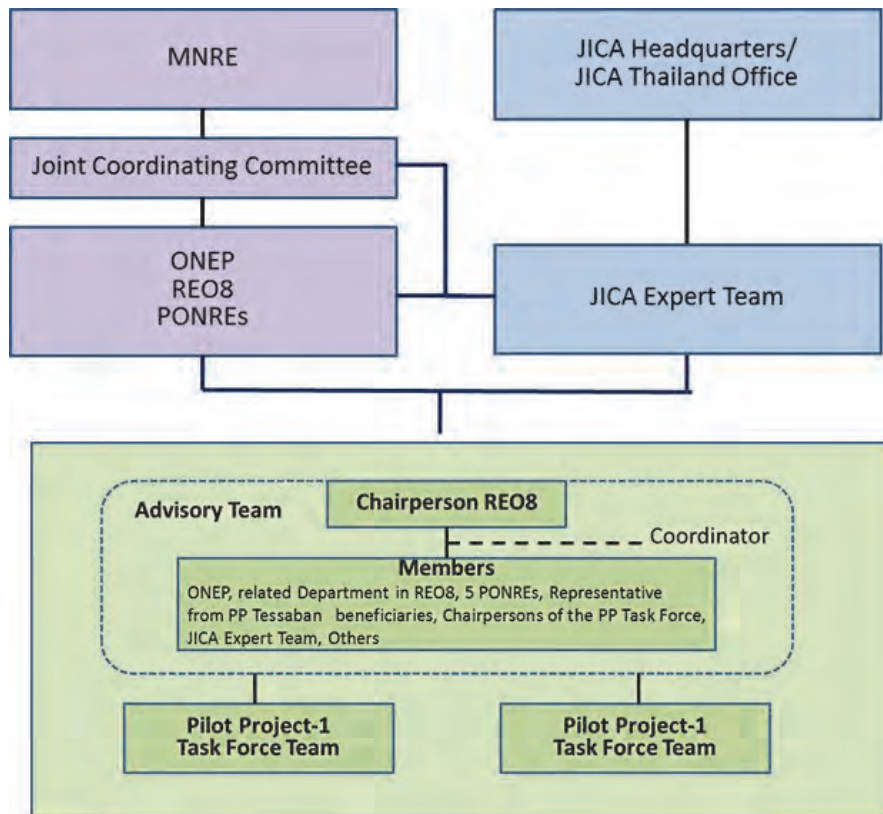 MNRE
JICA Headquarters/
JICA Thailand Office
Joint Coordinating Committee
ONEP
REO8
PONREs
JICA Expert Team
Advisory Team
Chairperson REO8
Coordinator
Members
ONEP, related Department in REO8, 5 PONREs, Representative
from PP Tessaban beneficiaries, Chairpersons of the PP Task Force,
JICA Expert Team, Others
Pilot Project-1
Task Force Team
Pilot Project-1
Task Force Team